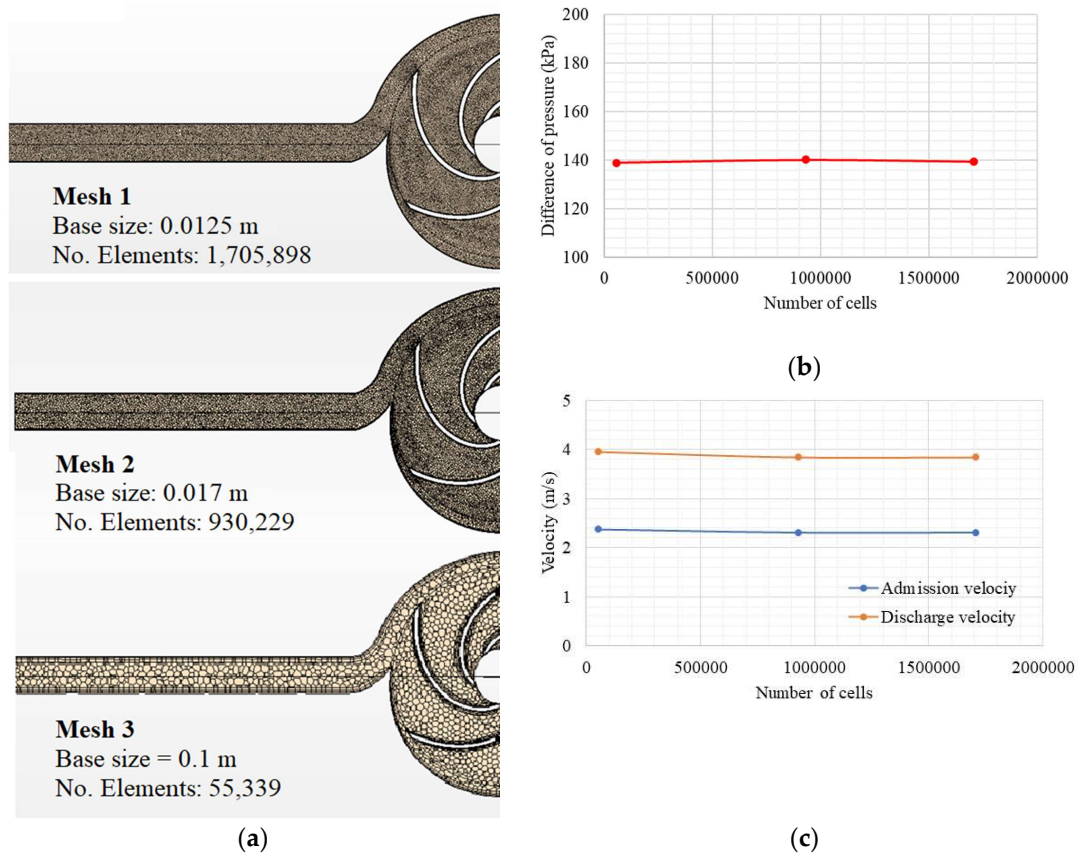 Mesh 1
Base size: 0.0125 m
No. Elements: 1,705,898
Mesh 2
Base size: 0.017 m
No. Elements: 930,229
Mesh 3
Base size = 0.1 m
No. Elements: 55,339
(a)
Difference of pressure (kPa)
200
180
160
140
120
100
0 500000 1000000 1500000 2000000
Number of cells
(b)
Velocity (m/s)
5
4
3
2
1
0
Admission velociy
Discharge velocity
0 500000 1000000 1500000 2000000
Number of cells
(c)